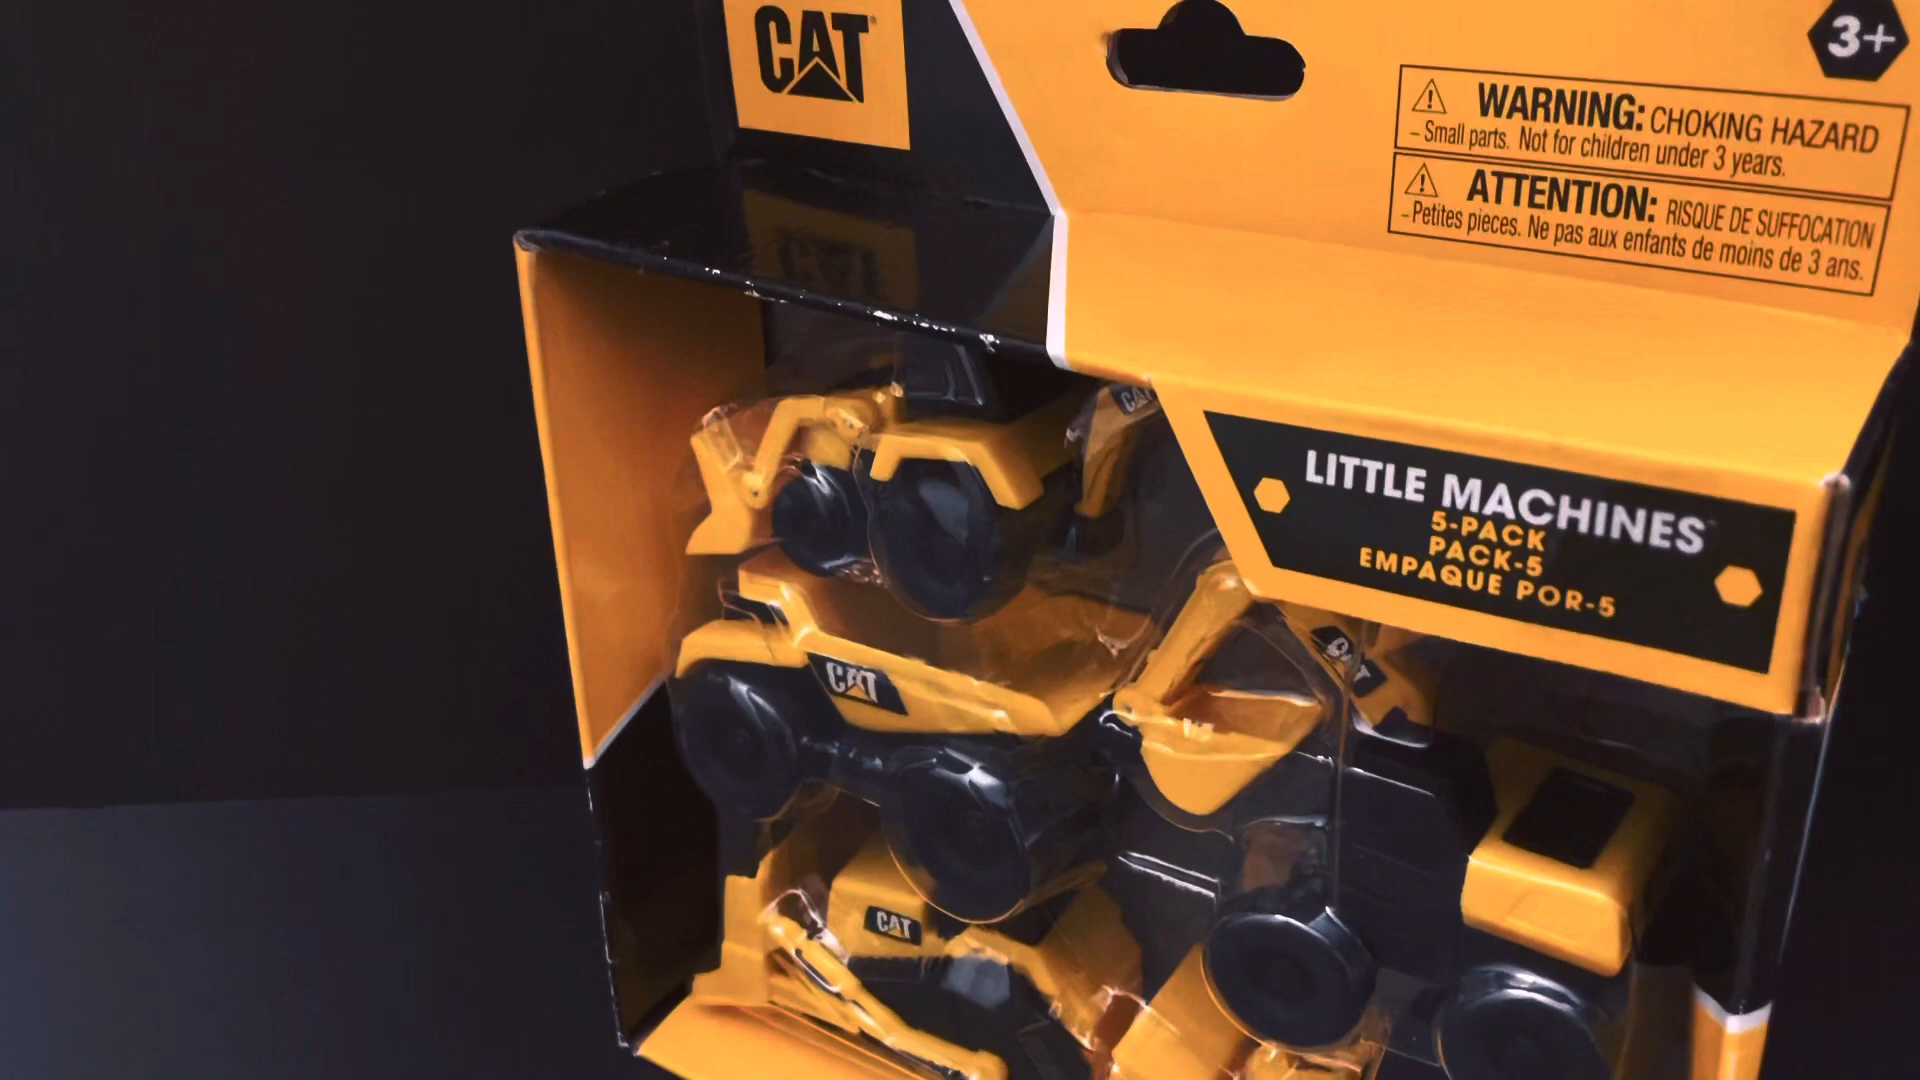 CAT
3+
WARNING: CHOKING HAZARD
– Small parts. Not for children under 3 years.
ATTENTION: RISQUE DE SUFFOCATION
– Petites pieces. Ne pas aux enfants de moins de 3 ans.
CAT
LITTLE MACHINES
5-PACK
PACK-5
EMPAQUE POR-5
CAT
CAT
CAT